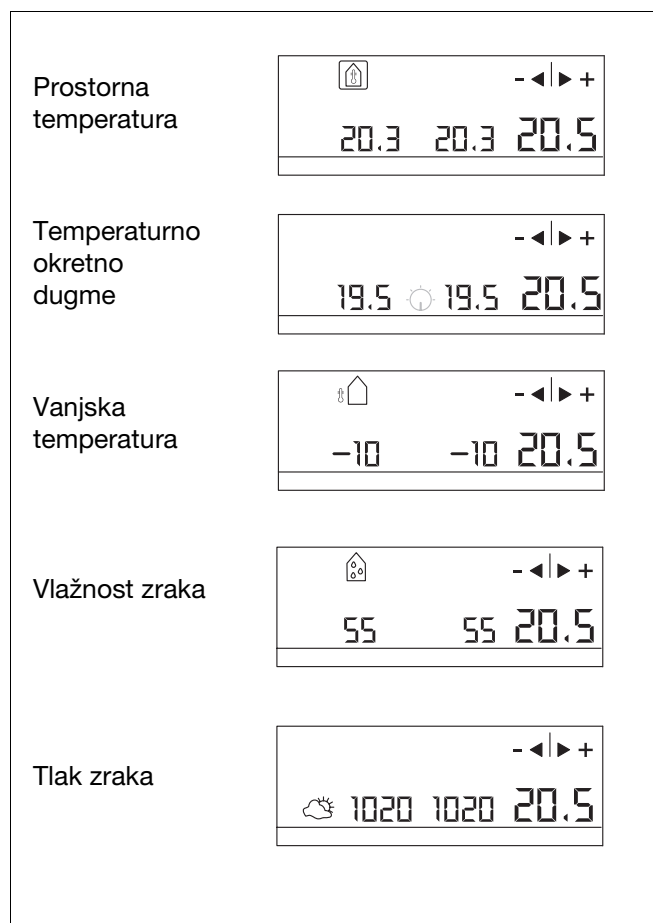 Prostorna
temperatura
- ◄|► +
20.3 20.3 20.5
Temperaturno
okretno
dugme
- ◄|► +
19.5 19.5 20.5
Vanjska
temperatura
- ◄|► +
-10 -10 20.5
Vlažnost zraka
- ◄|► +
55 55 20.5
Tlak zraka
- ◄|► +
1020 1020 20.5